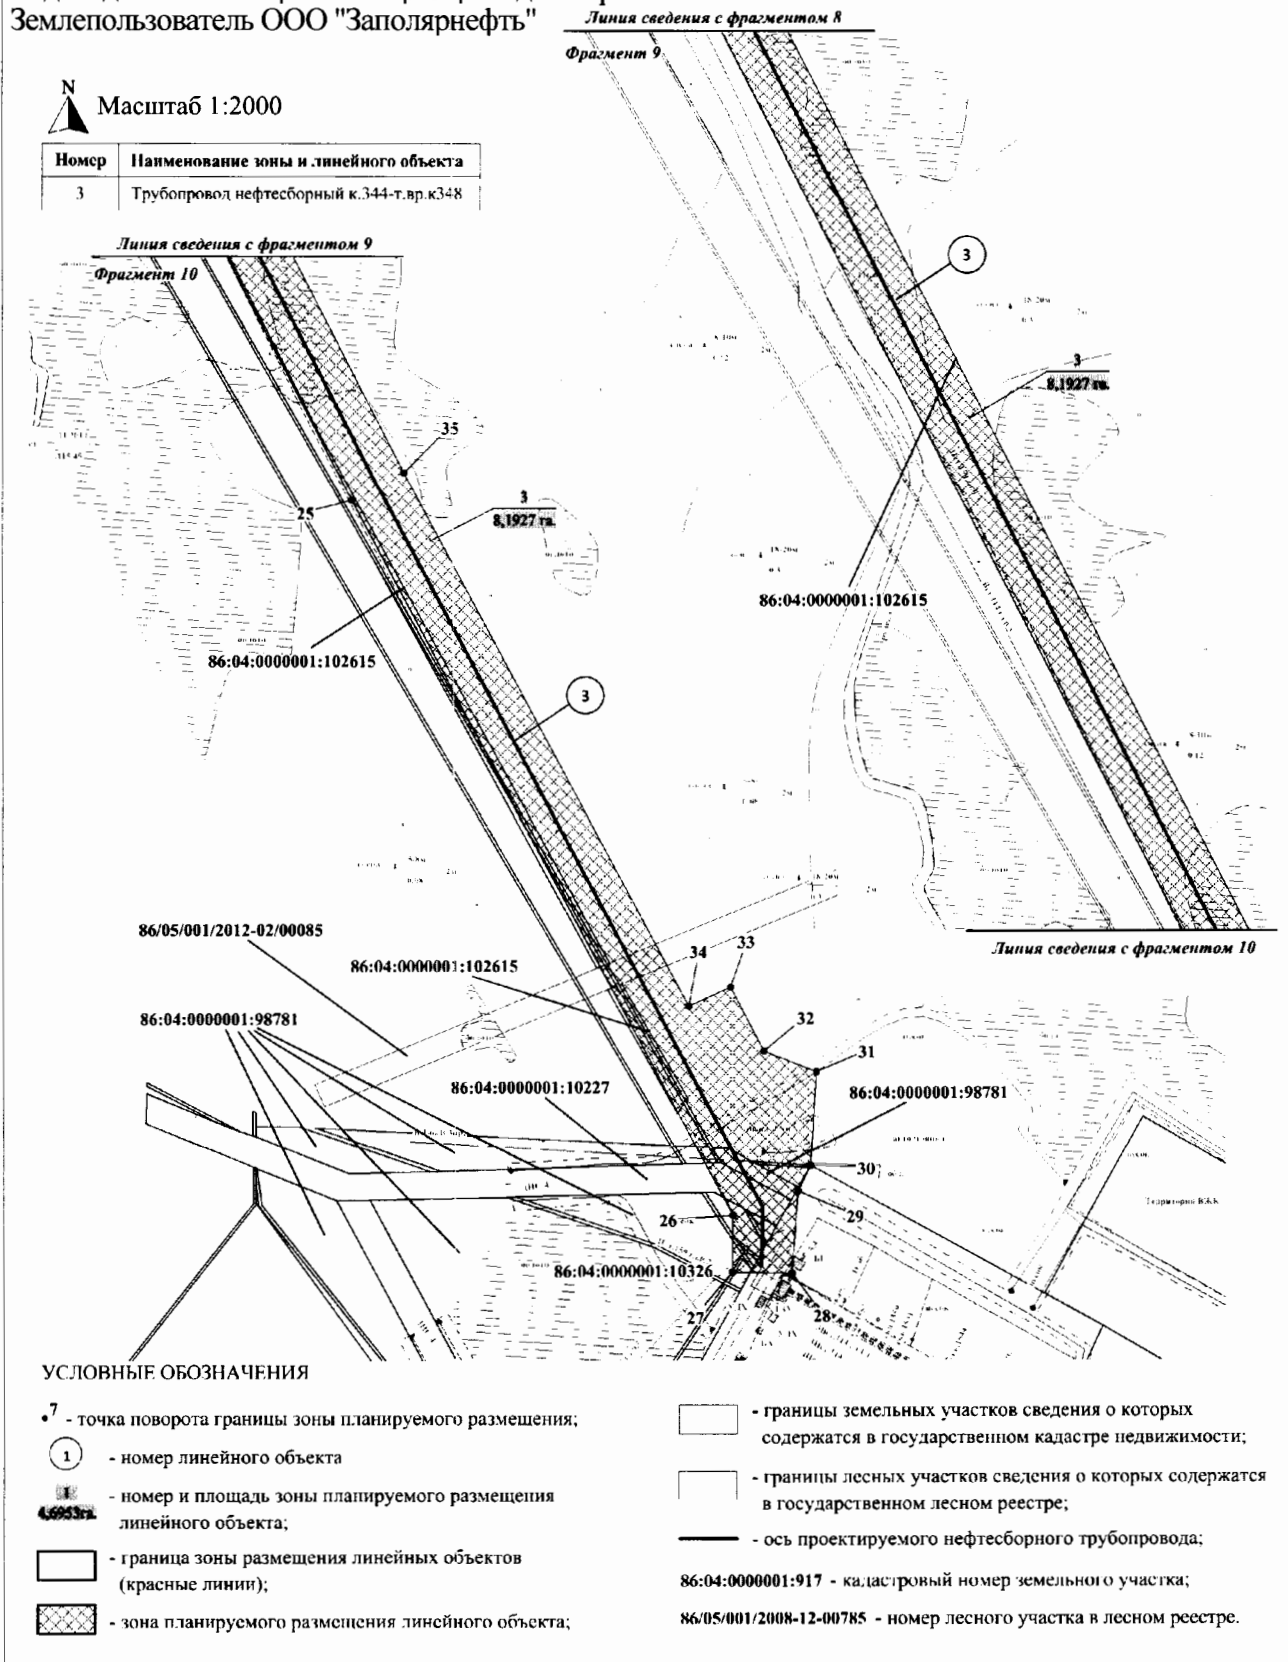 Землепользователь ООО "Заполярнефть"
Линия сведения с фрагментом 8
Фрагмент 9
N
Масштаб 1:2000
Номер Наименование зоны и линейного объекта
3 Трубопровод нефтесборный к.344-т.вр.к348
Линия сведения с фрагментом 9
Фрагмент 10
3
3
8,1927 га.
35
25
3
8,1927 га.
86:04:0000001:102615
86:04:0000001:102615
3
86/05/001/2012-02/00085
86:04:0000001:102615
34
33
Линия сведения с фрагментом 10
86:04:0000001:98781
32
31
86:04:0000001:10227
86:04:0000001:98781
30
26
29
Территория ВЖК
86:04:0000001:10326
27
28
УСЛОВНЫЕ ОБОЗНАЧЕНИЯ
7 - точка поворота границы зоны планируемого размещения;
1 - номер линейного объекта
1
4,6953га. - номер и площадь зоны планируемого размещения
линейного объекта;
- граница зоны размещения линейных объектов
(красные линии);
- зона планируемого размещения линейного объекта;
- границы земельных участков сведения о которых
содержатся в государственном кадастре недвижимости;
- границы лесных участков сведения о которых содержатся
в государственном лесном реестре;
- ось проектируемого нефтесборного трубопровода;
86:04:0000001:917 - кадастровый номер земельного участка;
86/05/001/2008-12-00785 - номер лесного участка в лесном реестре.